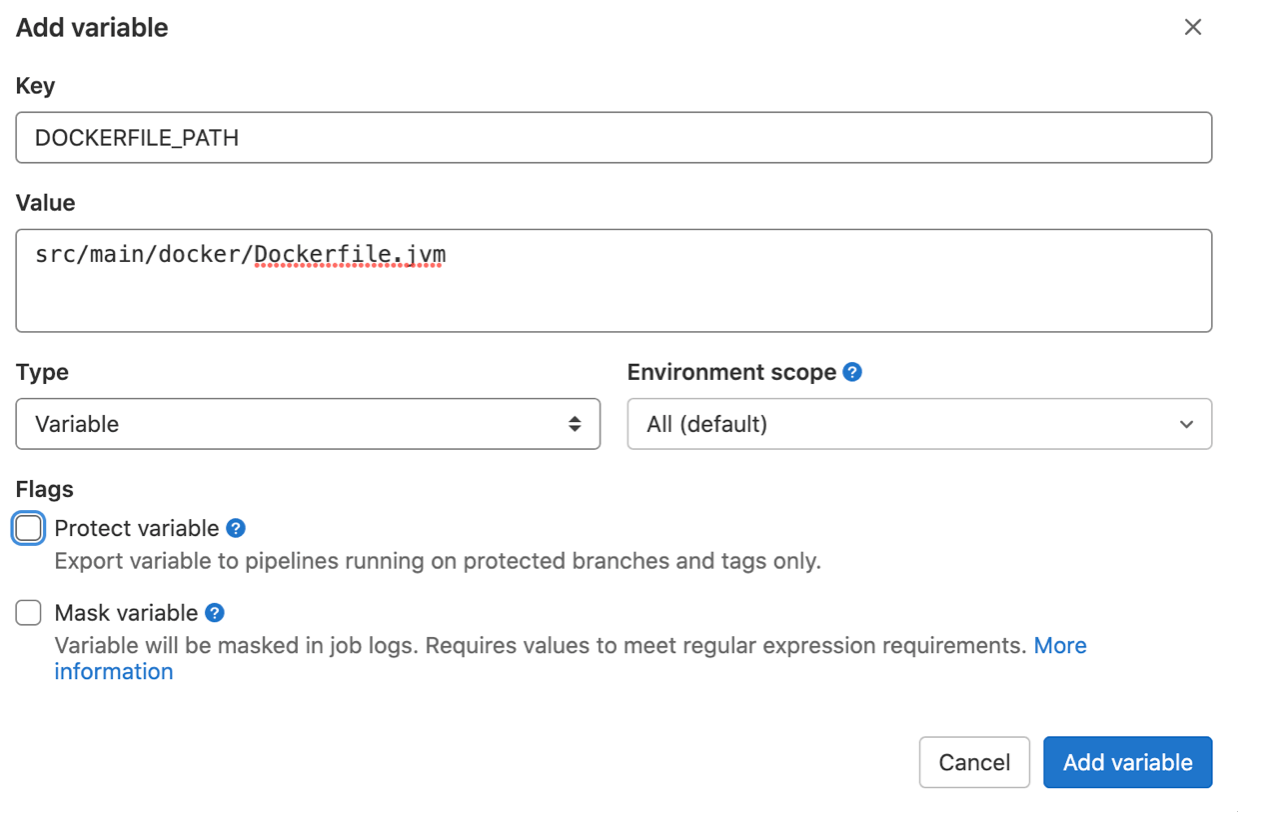 Add variable
Key
DOCKERFILE_PATH
Value
src/main/docker/Dockerfile.jvm
Type
Environment scope ?
Variable
All (default)
Flags
Protect variable ?
Export variable to pipelines running on protected branches and tags only.
Mask variable ?
Variable will be masked in job logs. Requires values to meet regular expression requirements. More
information
Cancel
Add variable